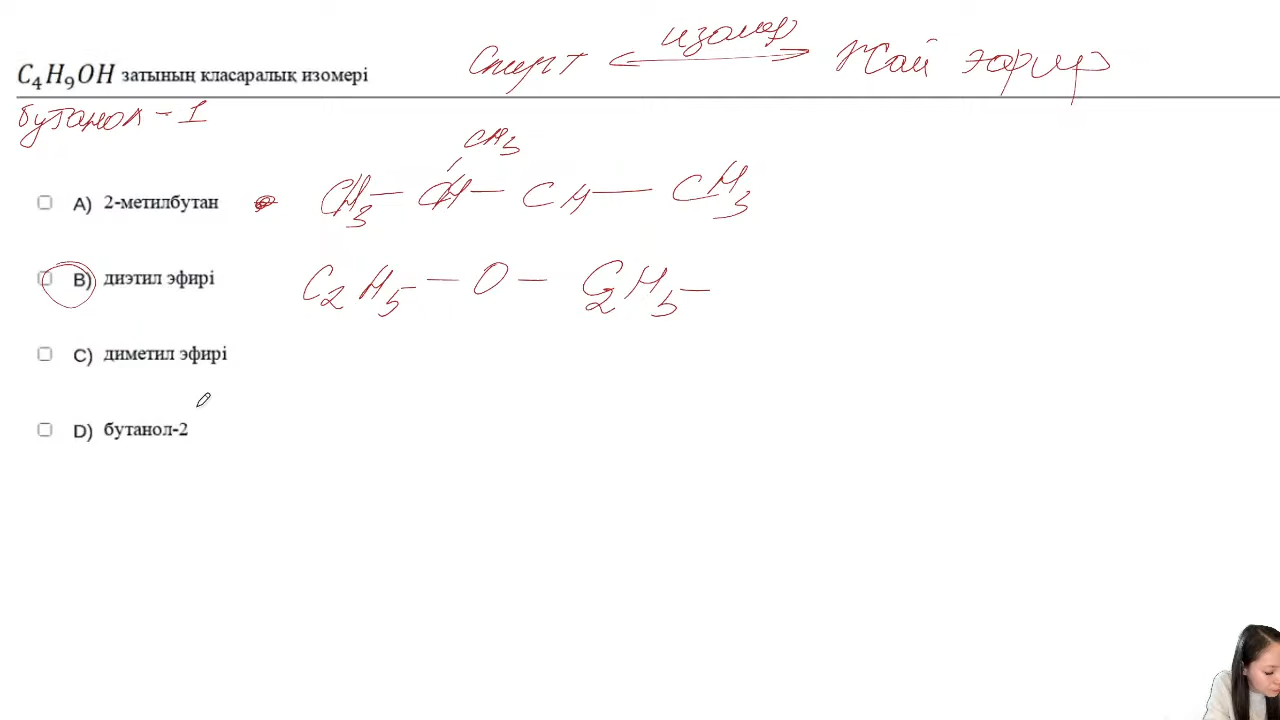 Спирт ⟷ изомер Жай эфир
C₄H₉OH затының класаралық изомері
бутанол - 1
CH₃
A) 2-метилбутан CH₃ — CH — CH — CH₃
B) диэтил эфирі C₂H₅ — O — C₂H₅ —
C) диметил эфирі
D) бутанол-2